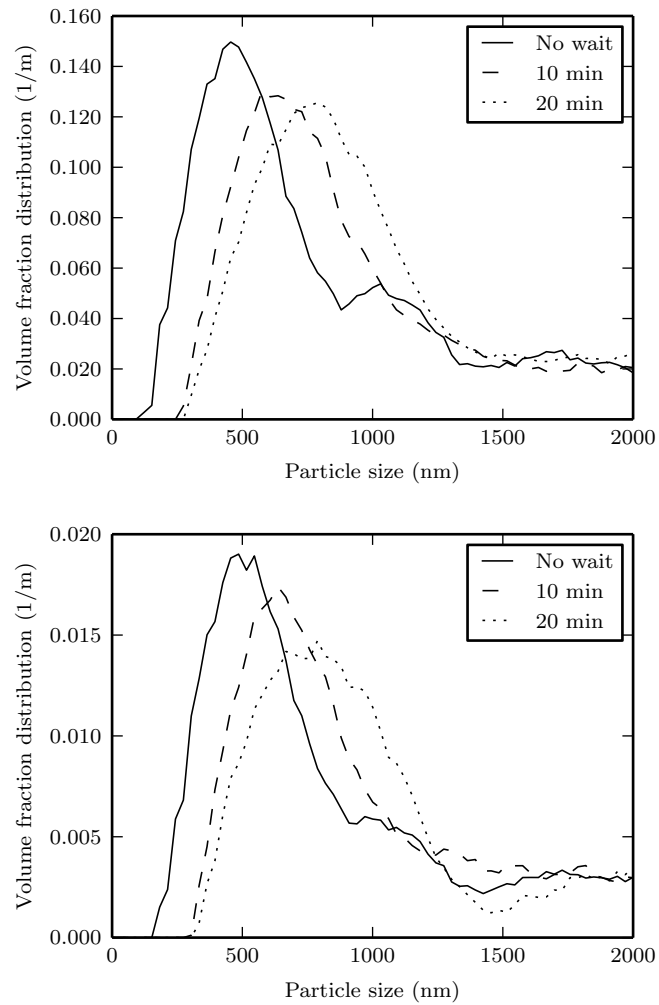 0.160
0.140
0.120
0.100
0.080
0.060
0.040
0.020
0.000
Volume fraction distribution (1/m)
No wait
10 min
20 min
0 500 1000 1500 2000
Particle size (nm)
0.020
0.015
0.010
0.005
0.000
Volume fraction distribution (1/m)
No wait
10 min
20 min
0 500 1000 1500 2000
Particle size (nm)